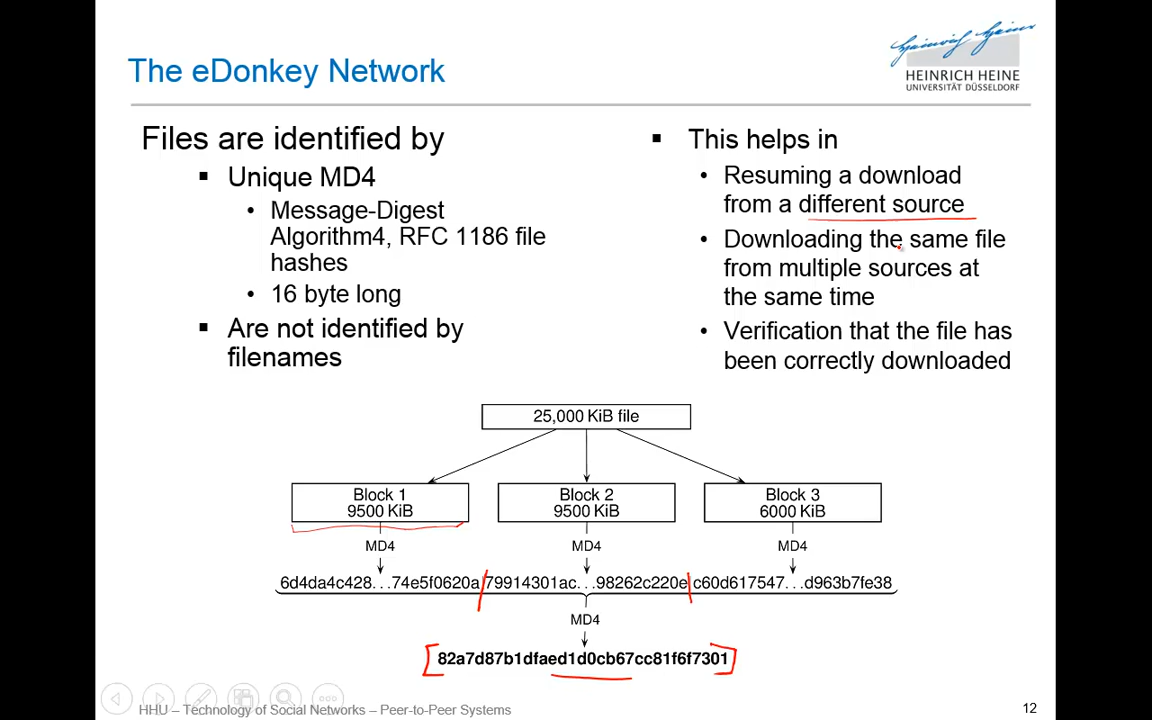 The eDonkey Network
Heinrich Heine
HEINRICH HEINE
UNIVERSITÄT DÜSSELDORF
Files are identified by
▪ Unique MD4
• Message-Digest
Algorithm4, RFC 1186 file
hashes
• 16 byte long
▪ Are not identified by
filenames
▪ This helps in
• Resuming a download
from a different source
• Downloading the same file
from multiple sources at
the same time
• Verification that the file has
been correctly downloaded
25,000 KiB file
Block 1
9500 KiB
Block 2
9500 KiB
Block 3
6000 KiB
MD4
MD4
MD4
6d4da4c428...74e5f0620a
79914301ac...98262c220e
c60d617547...d963b7fe38
MD4
82a7d87b1dfaed1d0cb67cc81f6f7301
HHU – Technology of Social Networks – Peer-to-Peer Systems
12